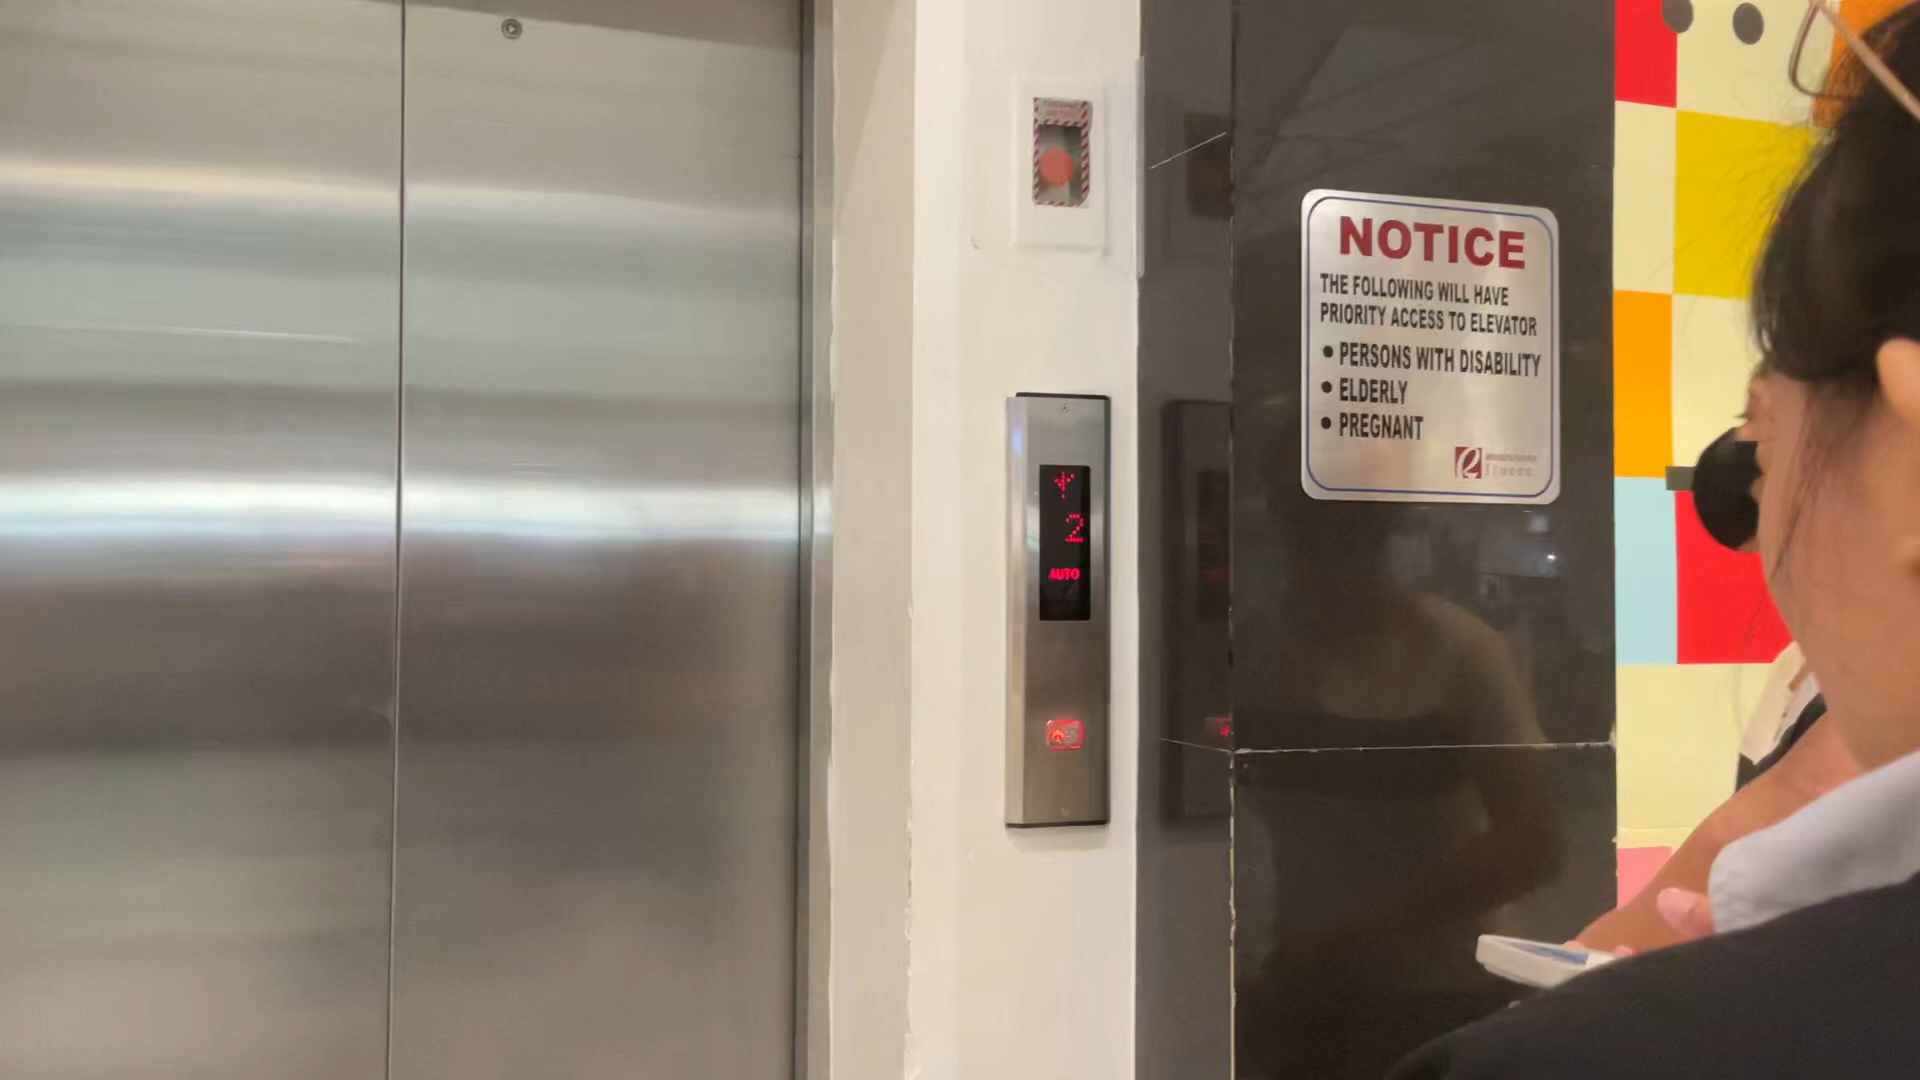 NOTICE
THE FOLLOWING WILL HAVE
PRIORITY ACCESS TO ELEVATOR
• PERSONS WITH DISABILITY
• ELDERLY
• PREGNANT
2
AUTO